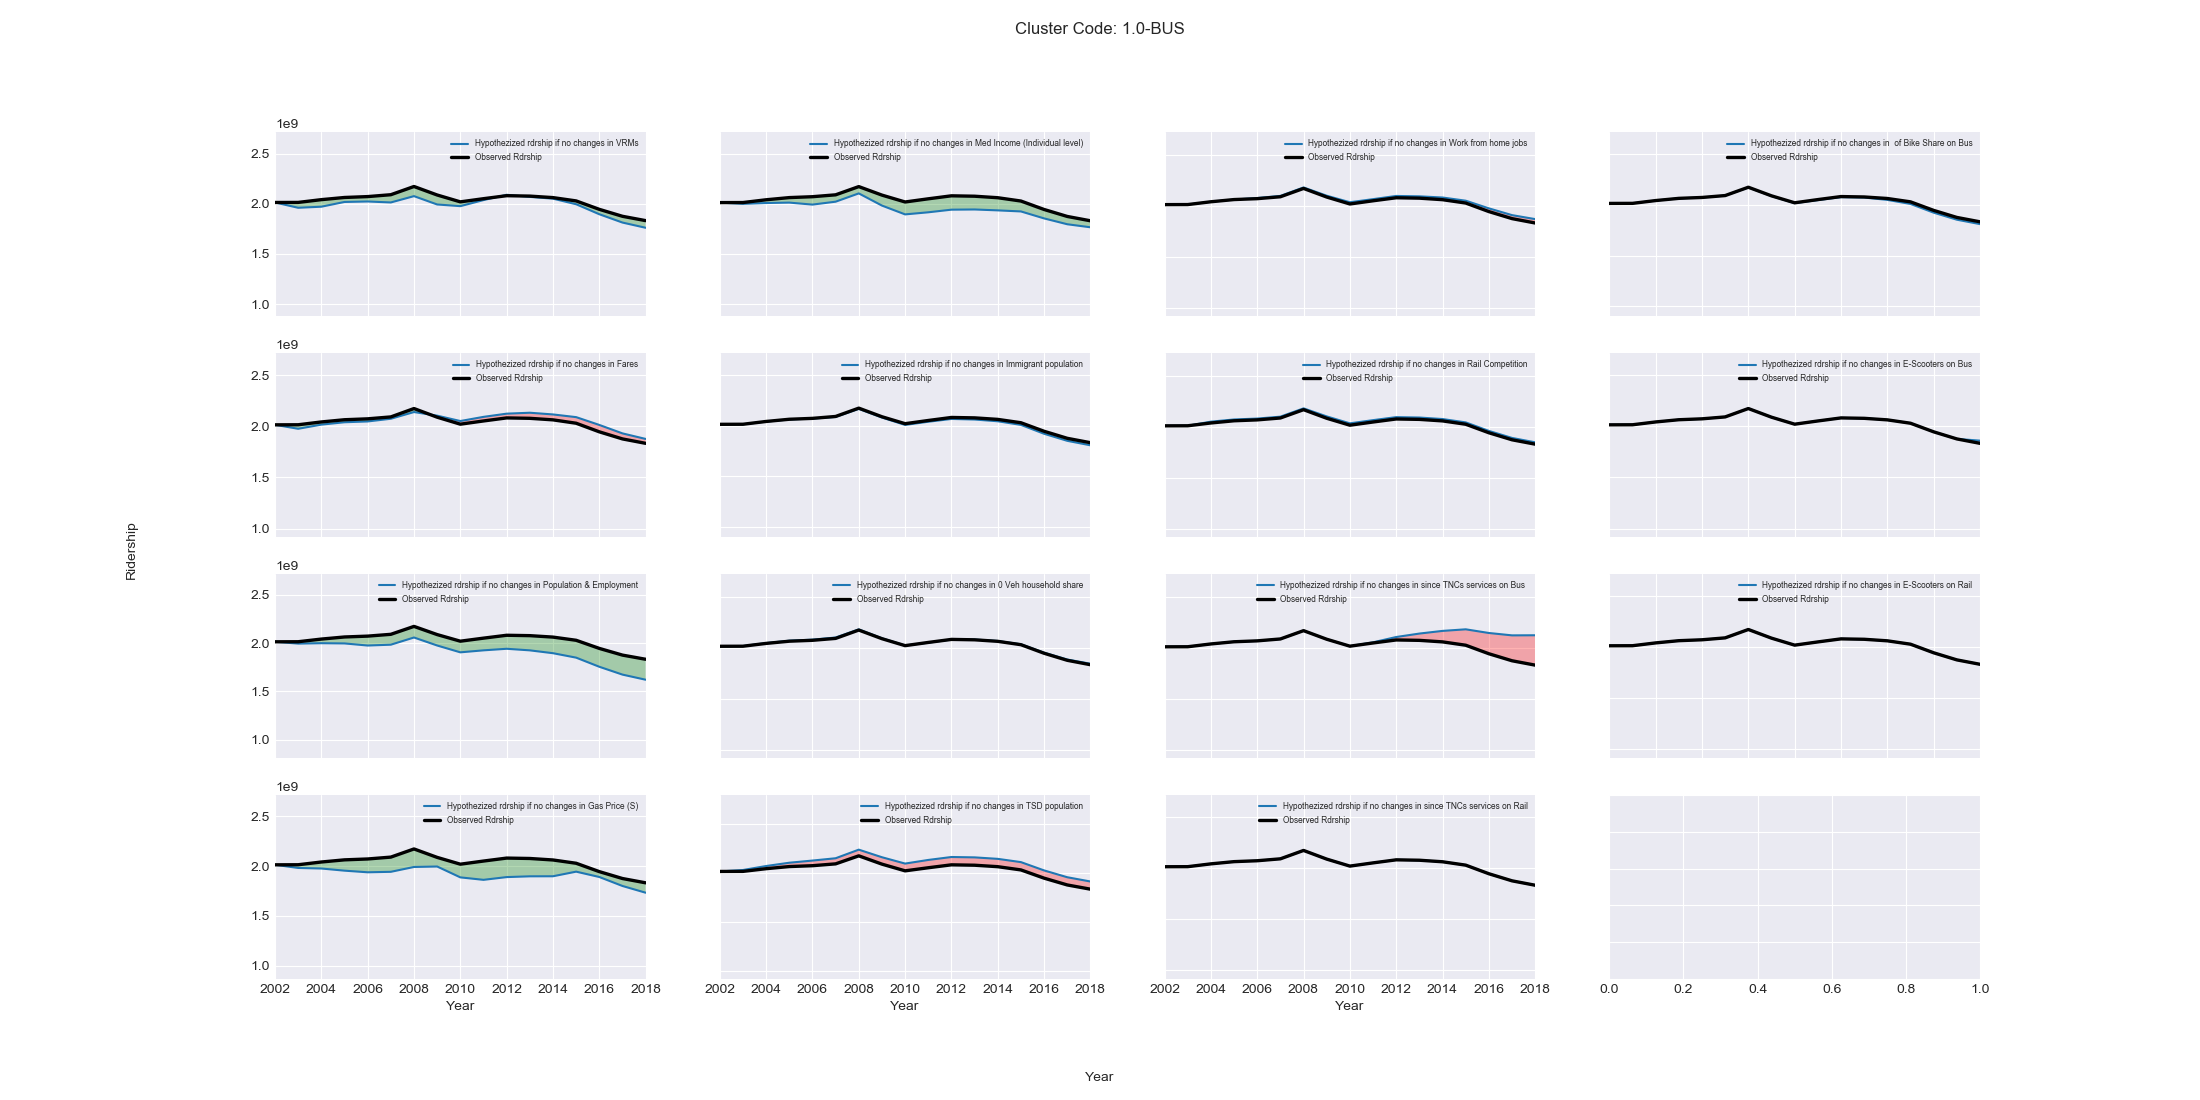 Cluster Code: 1.0-BUS
1e9
2.5
2.0
1.5
1.0
Hypothezized rdrship if no changes in VRMs
Observed Rdrship
Hypothezized rdrship if no changes in Med Income (Individual level)
Observed Rdrship
Hypothezized rdrship if no changes in Work from home jobs
Observed Rdrship
Hypothezized rdrship if no changes in  of Bike Share on Bus
Observed Rdrship
1e9
2.5
2.0
1.5
1.0
Hypothezized rdrship if no changes in Fares
Observed Rdrship
Hypothezized rdrship if no changes in Immigrant population
Observed Rdrship
Hypothezized rdrship if no changes in Rail Competition
Observed Rdrship
Hypothezized rdrship if no changes in E-Scooters on Bus
Observed Rdrship
Ridership
1e9
2.5
2.0
1.5
1.0
Hypothezized rdrship if no changes in Population & Employment
Observed Rdrship
Hypothezized rdrship if no changes in 0 Veh household share
Observed Rdrship
Hypothezized rdrship if no changes in since TNCs services on Bus
Observed Rdrship
Hypothezized rdrship if no changes in E-Scooters on Rail
Observed Rdrship
1e9
2.5
2.0
1.5
1.0
Hypothezized rdrship if no changes in Gas Price (S)
Observed Rdrship
Hypothezized rdrship if no changes in TSD population
Observed Rdrship
Hypothezized rdrship if no changes in since TNCs services on Rail
Observed Rdrship
2002 2004 2006 2008 2010 2012 2014 2016 2018
Year
2002 2004 2006 2008 2010 2012 2014 2016 2018
Year
2002 2004 2006 2008 2010 2012 2014 2016 2018
Year
0.0 0.2 0.4 0.6 0.8 1.0
Year